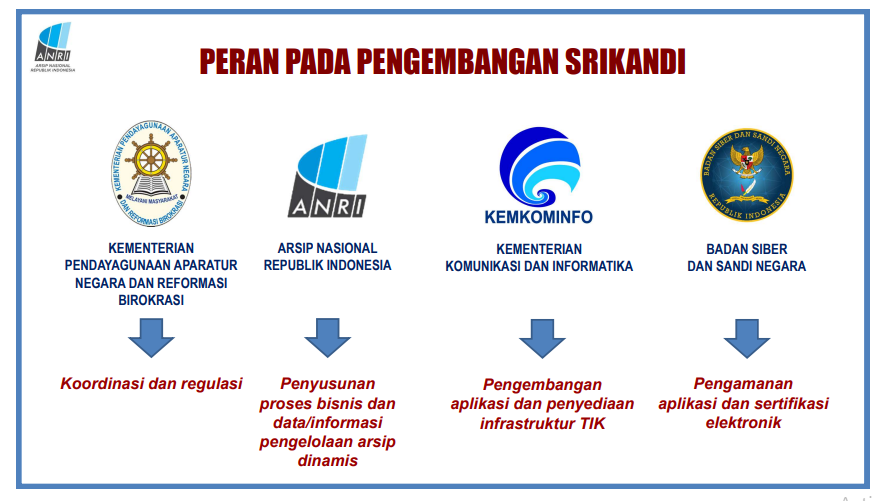 ANRI
ARSIP NASIONAL
REPUBLIK INDONESIA
PERAN PADA PENGEMBANGAN SRIKANDI
KEMENTERIAN PENDAYAGUNAAN APARATUR NEGARA
MELAYANI MASYARAKAT
DAN REFORMASI BIROKRASI
ANRI
KEMKOMINFO
BADAN SIBER DAN SANDI NEGARA
REPUBLIK INDONESIA
KEMENTERIAN
PENDAYAGUNAAN APARATUR
NEGARA DAN REFORMASI
BIROKRASI
ARSIP NASIONAL
REPUBLIK INDONESIA
KEMENTERIAN
KOMUNIKASI DAN INFORMATIKA
BADAN SIBER
DAN SANDI NEGARA
Koordinasi dan regulasi
Penyusunan
proses bisnis dan
data/informasi
pengelolaan arsip
dinamis
Pengembangan
aplikasi dan penyediaan
infrastruktur TIK
Pengamanan
aplikasi dan sertifikasi
elektronik